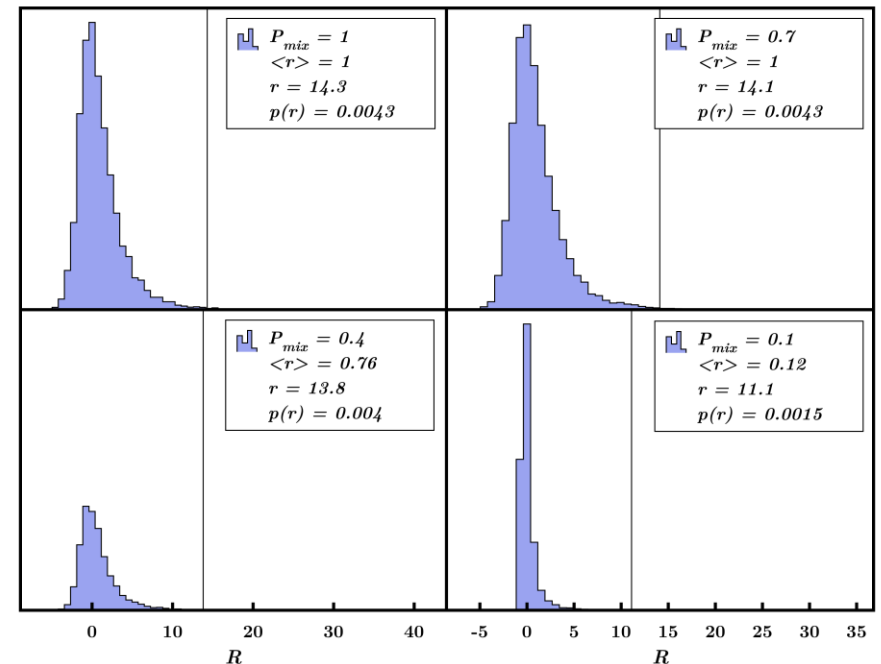 P_mix = 1
<r> = 1
r = 14.3
p(r) = 0.0043
P_mix = 0.7
<r> = 1
r = 14.1
p(r) = 0.0043
P_mix = 0.4
<r> = 0.76
r = 13.8
p(r) = 0.004
P_mix = 0.1
<r> = 0.12
r = 11.1
p(r) = 0.0015
0 10 20 30 40
R
-5 0 5 10 15 20 25 30 35
R